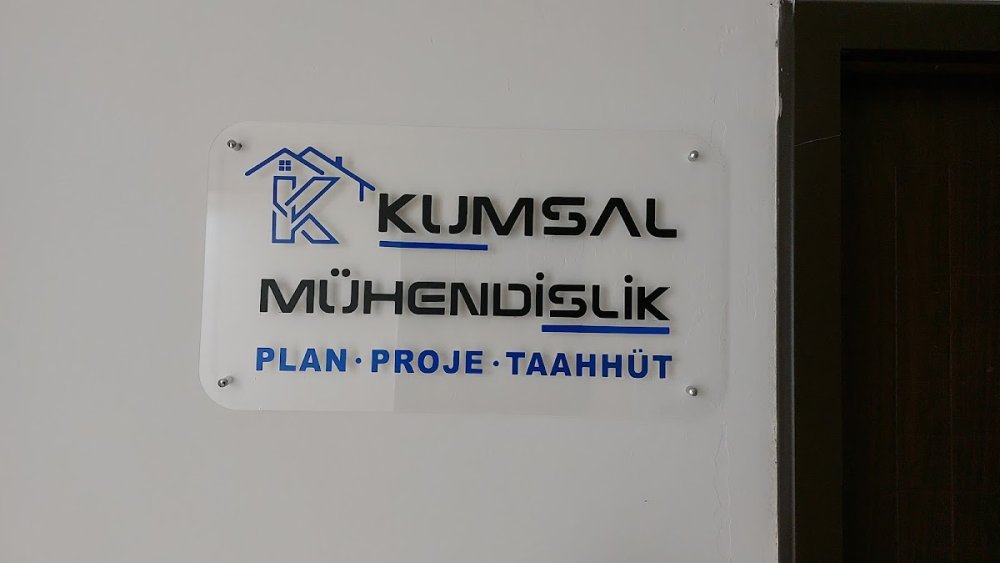 KUMSAL
MÜHENDİSLİK
PLAN · PROJE · TAAHHÜT